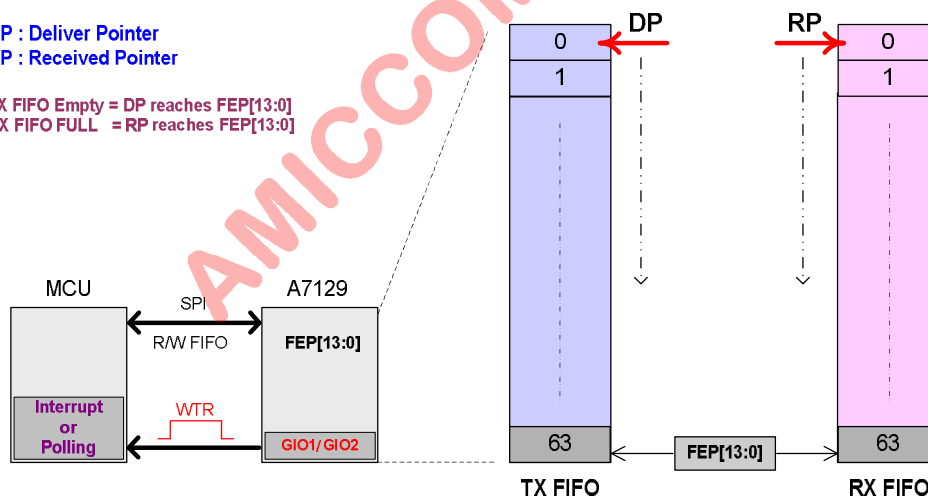 P : Deliver Pointer
P : Received Pointer
X FIFO Empty = DP reaches FEP[13:0]
X FIFO FULL = RP reaches FEP[13:0]
AMICCOM
DP
RP
0
0
1
1
MCU
A7129
SPI
R/W FIFO
FEP[13:0]
Interrupt
or
Polling
WTR
GIO1/GIO2
63
FEP[13:0]
63
TX FIFO
RX FIFO